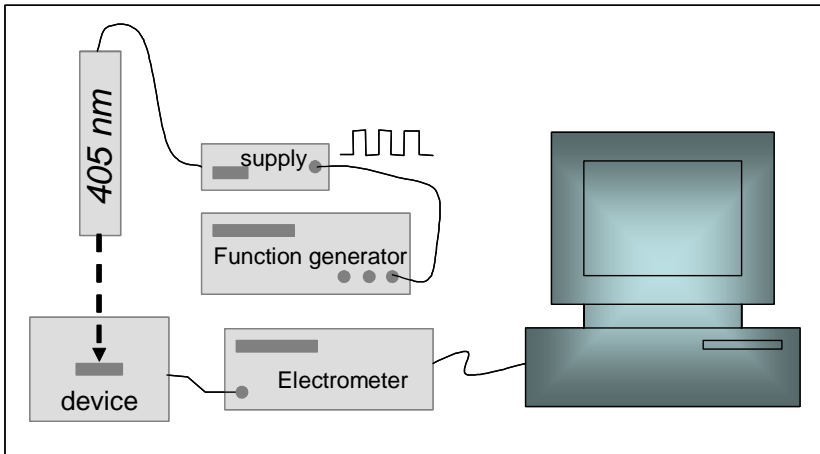 405 nm
supply
Function generator
Electrometer
device